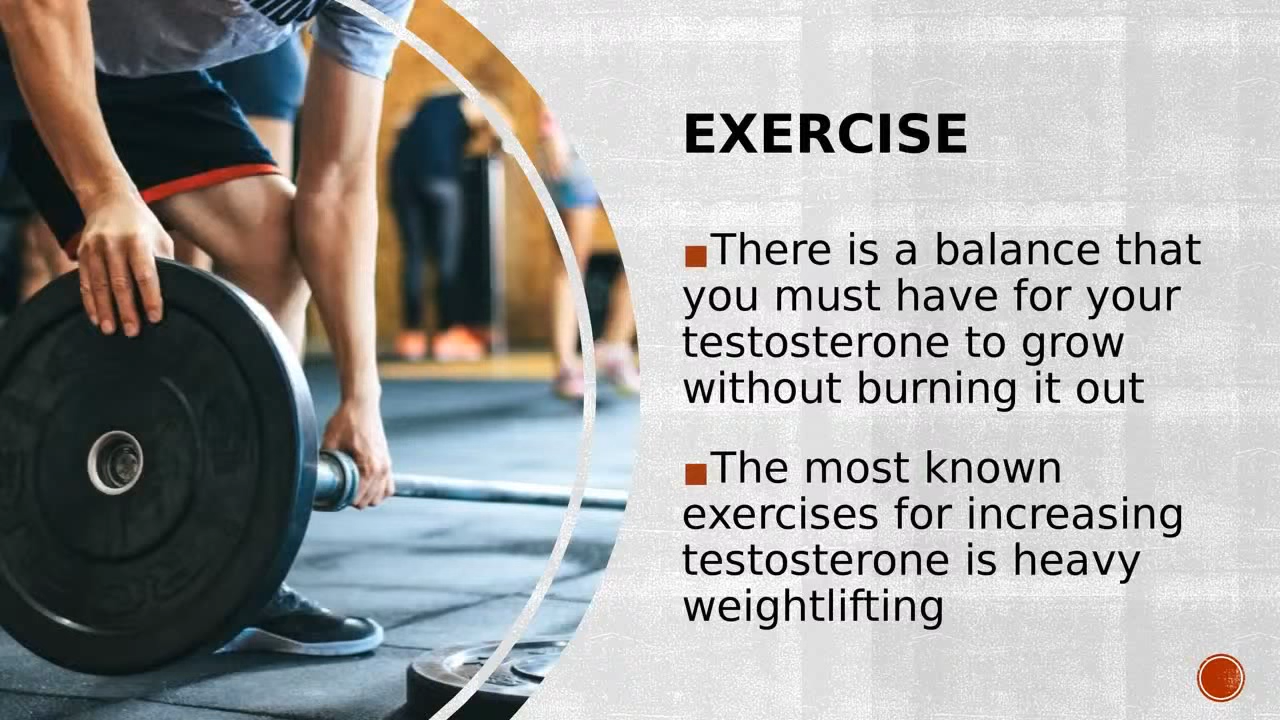 EXERCISE
■There is a balance that
you must have for your
testosterone to grow
without burning it out
■The most known
exercises for increasing
testosterone is heavy
weightlifting